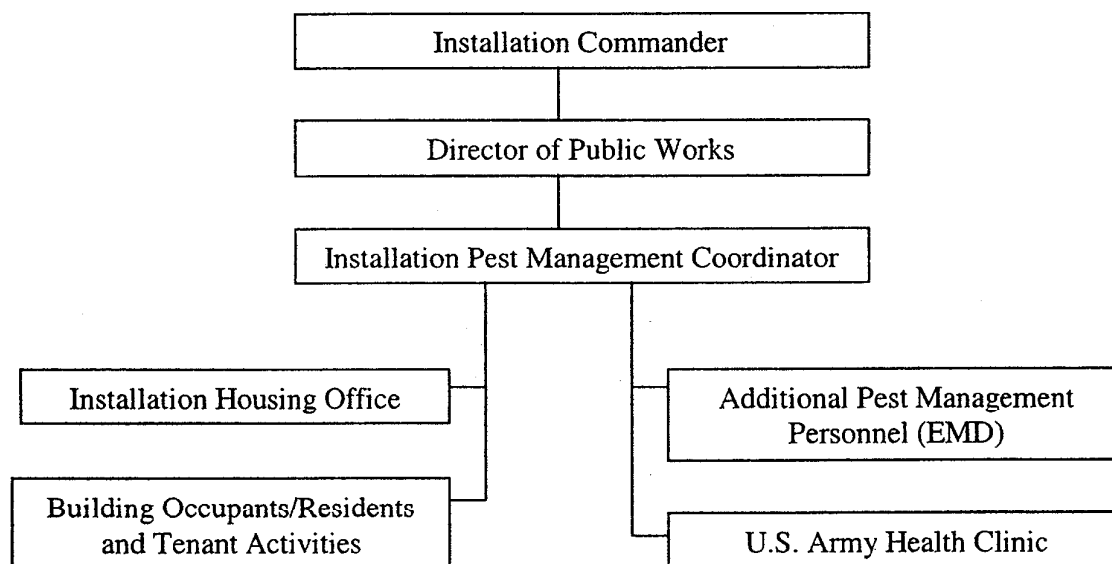 Installation Commander
Director of Public Works
Installation Pest Management Coordinator
Installation Housing Office
Additional Pest Management
Personnel (EMD)
Building Occupants/Residents
and Tenant Activities
U.S. Army Health Clinic